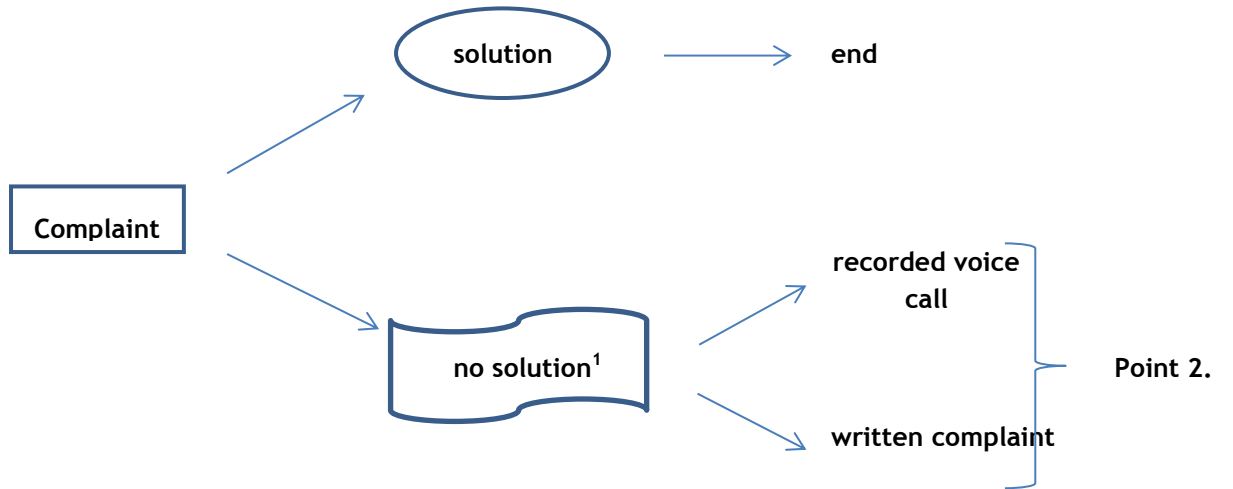 solution
end
Complaint
recorded voice
call
no solution¹
Point 2.
written complaint